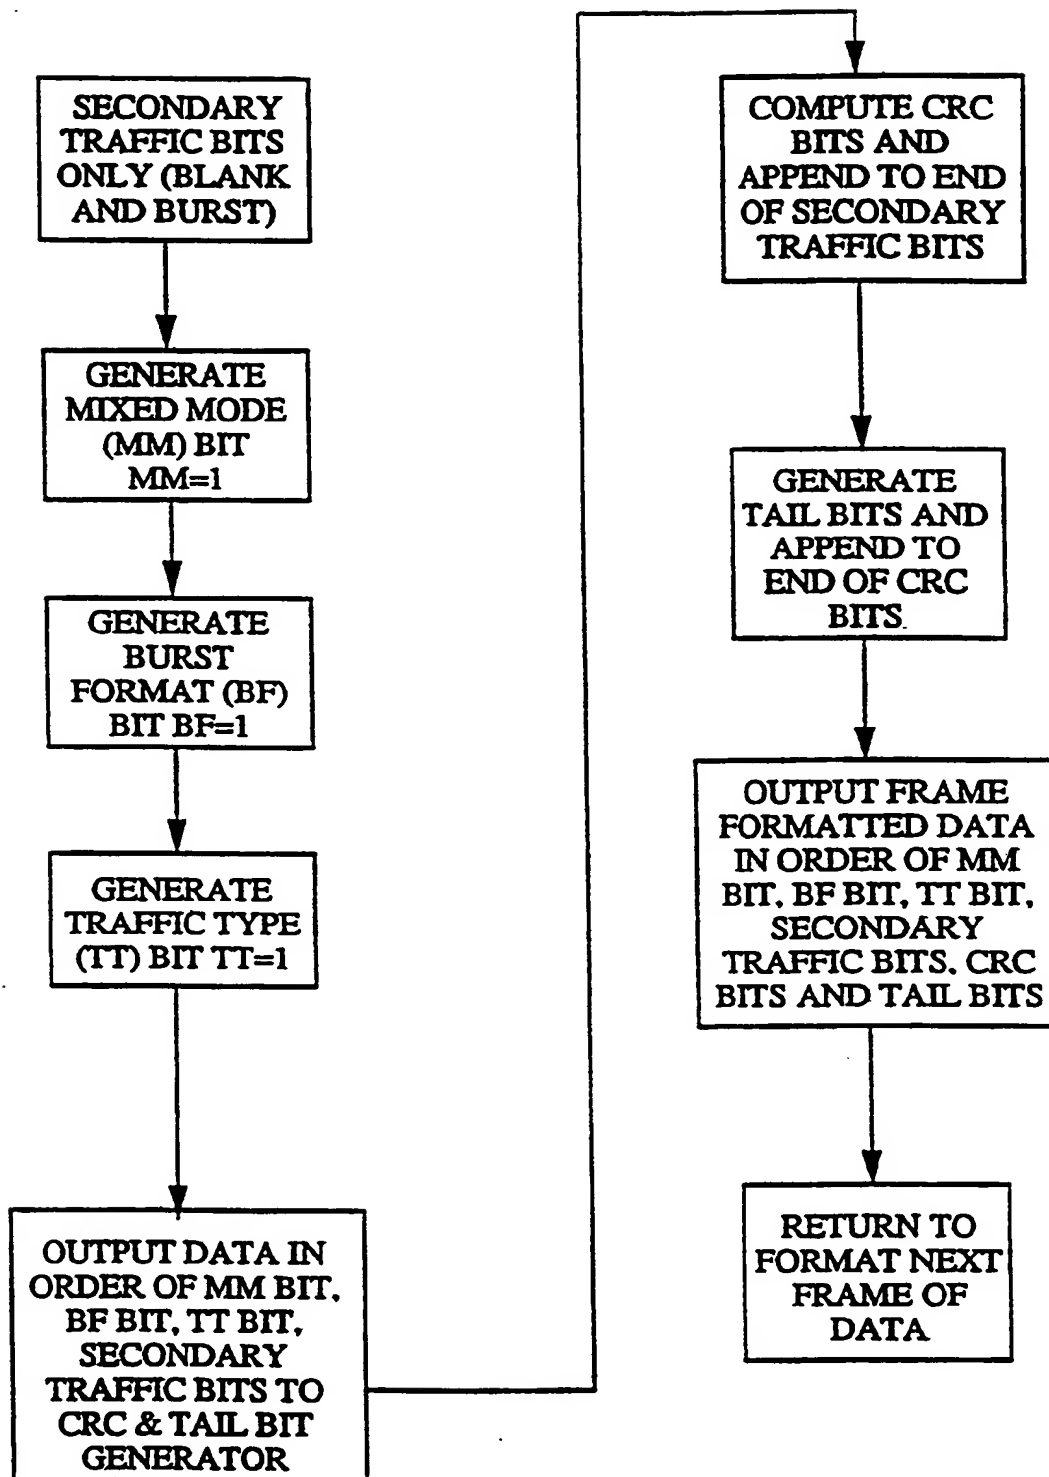 SECONDARY
TRAFFIC BITS
ONLY (BLANK
AND BURST)
GENERATE
MIXED MODE
(MM) BIT
MM=1
GENERATE
BURST
FORMAT (BF)
BIT BF=1
GENERATE
TRAFFIC TYPE
(TT) BIT TT=1
OUTPUT DATA IN
ORDER OF MM BIT,
BF BIT, TT BIT,
SECONDARY
TRAFFIC BITS TO
CRC & TAIL BIT
GENERATOR
COMPUTE CRC
BITS AND
APPEND TO END
OF SECONDARY
TRAFFIC BITS
GENERATE
TAIL BITS AND
APPEND TO
END OF CRC
BITS.
OUTPUT FRAME
FORMATTED DATA
IN ORDER OF MM
BIT, BF BIT, TT BIT,
SECONDARY
TRAFFIC BITS, CRC
BITS AND TAIL BITS
RETURN TO
FORMAT NEXT
FRAME OF
DATA